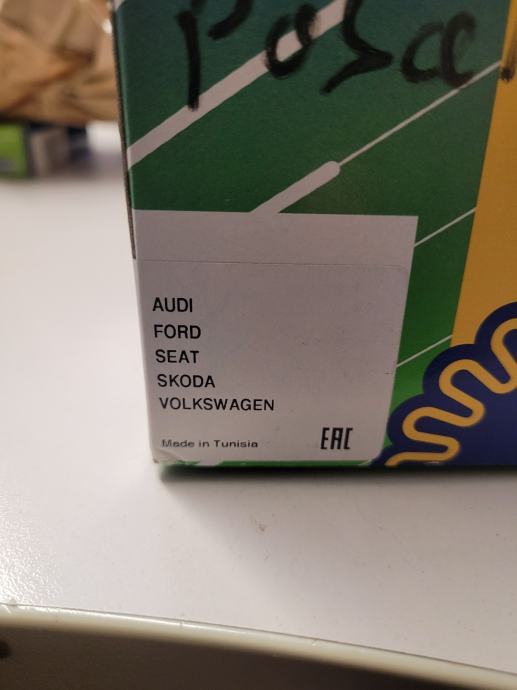 AUDI
FORD
SEAT
SKODA
VOLKSWAGEN
Made in Tunisia EAC